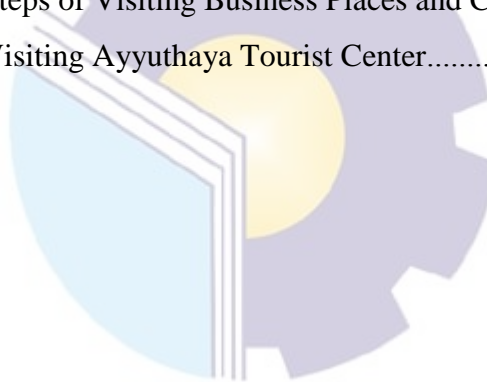 teps of Visiting Business Places and C
Visiting Ayyuthaya Tourist Center........